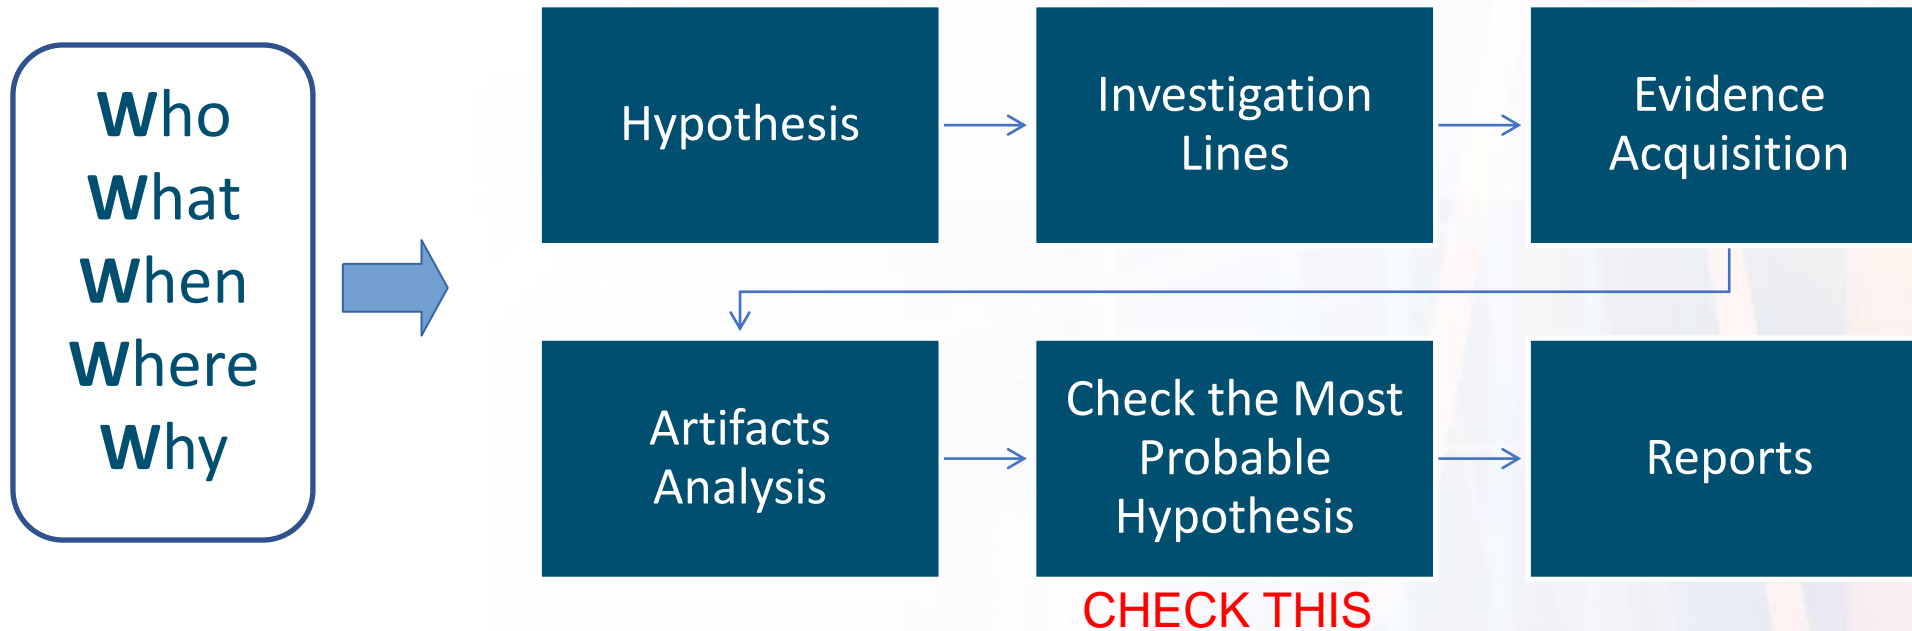 Who
What
When
Where
Why
Hypothesis
Investigation
Lines
Evidence
Acquisition
Artifacts
Analysis
Check the Most
Probable
Hypothesis
Reports
CHECK THIS